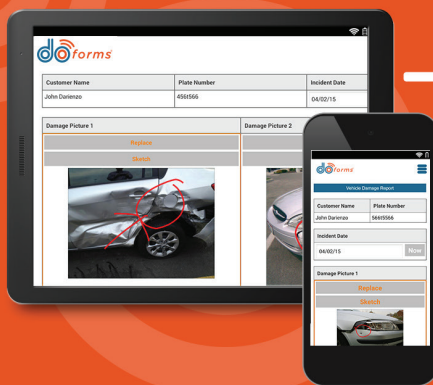 doforms
Customer Name Plate Number Incident Date
John Darienzo 456t566 04/02/15
Damage Picture 1 Damage Picture 2
Replace
Sketch
doforms
Vehicle Damage Report
Customer Name Plate Number
John Darienzo 566t5566
Incident Date
04/02/15 Now
Damage Picture 1
Replace
Sketch